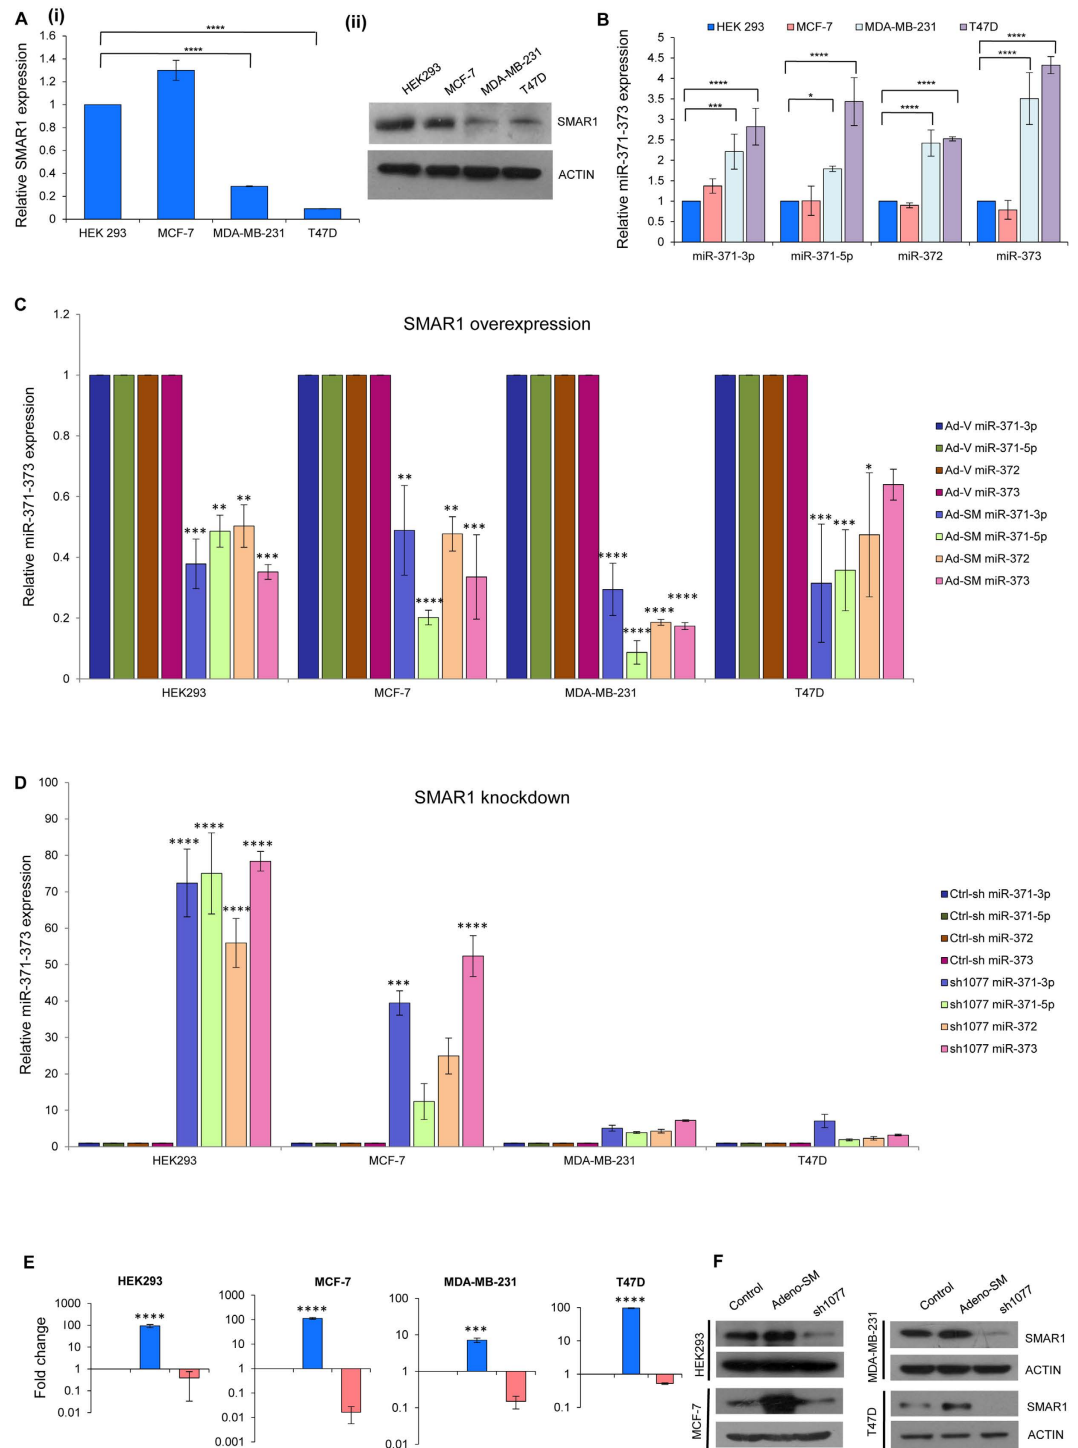 A (i)
Relative SMAR1 expression
1.6
1.4
1.2
1
0.8
0.6
0.4
0.2
0
****
****
HEK 293 MCF-7 MDA-MB-231 T47D
(ii)
HEK293 MCF-7 MDA-MB-231 T47D
SMAR1
ACTIN
B
HEK 293 MCF-7 MDA-MB-231 T47D
Relative miR-371-373 expression
5
4.5
4
3.5
3
2.5
2
1.5
1
0.5
0
****
***
****
*
****
****
****
****
miR-371-3p miR-371-5p miR-372 miR-373
C
SMAR1 overexpression
Relative miR-371-373 expression
1.2
1
0.8
0.6
0.4
0.2
0
*** ** ** ***
** **** ** ***
**** **** **** ****
*** *** *
HEK293 MCF-7 MDA-MB-231 T47D
Ad-V miR-371-3p
Ad-V miR-371-5p
Ad-V miR-372
Ad-V miR-373
Ad-SM miR-371-3p
Ad-SM miR-371-5p
Ad-SM miR-372
Ad-SM miR-373
D
SMAR1 knockdown
Relative miR-371-373 expression
100
90
80
70
60
50
40
30
20
10
0
**** **** **** ****
*** ****
HEK293 MCF-7 MDA-MB-231 T47D
Ctrl-sh miR-371-3p
Ctrl-sh miR-371-5p
Ctrl-sh miR-372
Ctrl-sh miR-373
sh1077 miR-371-3p
sh1077 miR-371-5p
sh1077 miR-372
sh1077 miR-373
E
Fold change
HEK293
1000
100
10
1
0.1
0.01
****
MCF-7
1000
100
10
1
0.1
0.01
0.001
****
MDA-MB-231
100
10
1
0.1
0.01
***
T47D
100
10
1
0.1
****
F
Control Adeno-SM sh1077
HEK293
MCF-7
Control Adeno-SM sh1077
MDA-MB-231
SMAR1
ACTIN
T47D
SMAR1
ACTIN